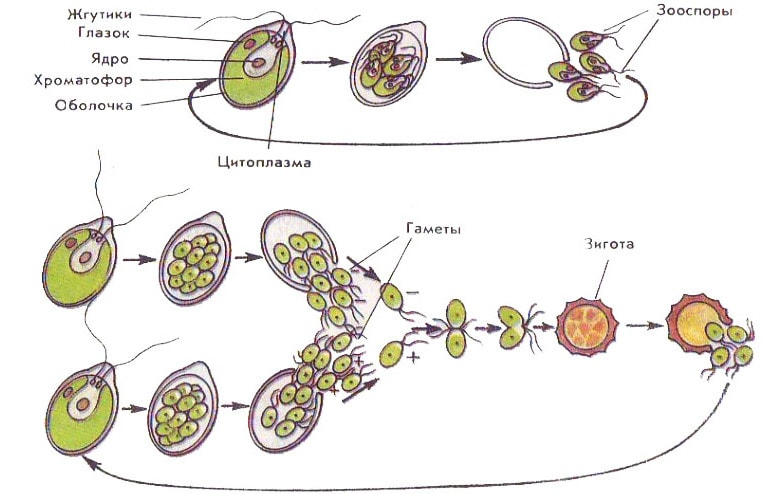 Жгутики
Глазок
Ядро
Хроматофор
Оболочка
Цитоплазма
Зооспоры
Гаметы
Зигота
−
−
−
+
+
+